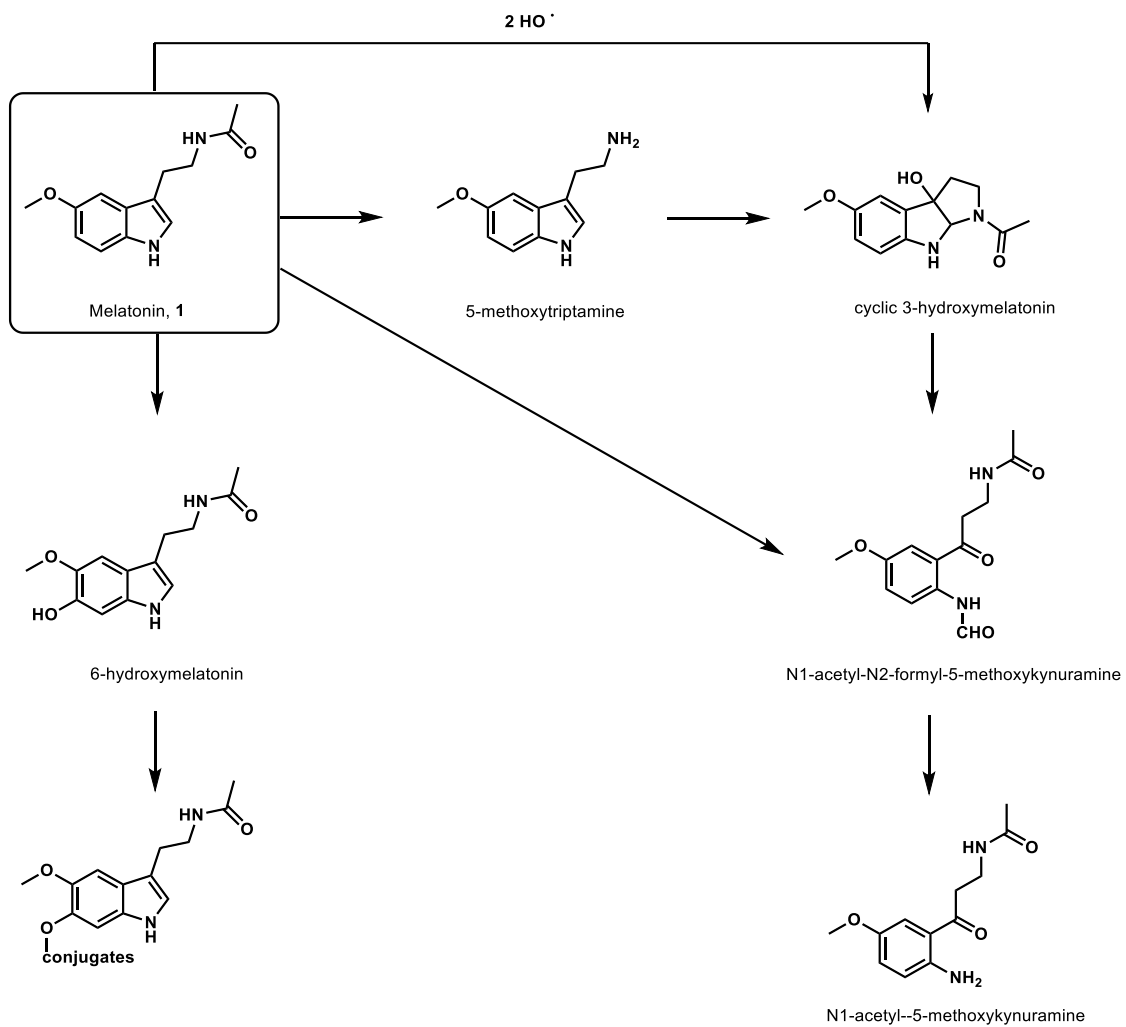 2 HO •
HN
O
O
N
H
Melatonin, 1
NH2
O
N
H
5-methoxytriptamine
HO
O
N
N
H
O
cyclic 3-hydroxymelatonin
HN
O
O
HO
N
H
6-hydroxymelatonin
HN
O
O
O
NH
CHO
N1-acetyl-N2-formyl-5-methoxykynuramine
HN
O
O
O
N
H
conjugates
HN
O
O
O
NH2
N1-acetyl--5-methoxykynuramine